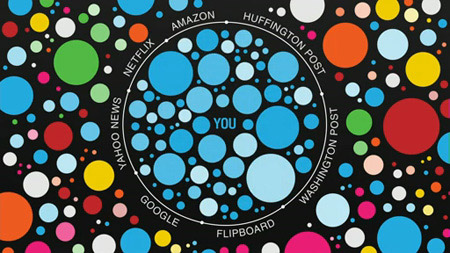 AMAZON
HUFFINGTON POST
NETFLIX
YAHOO NEWS
YOU
WASHINGTON POST
GOOGLE
FLIPBOARD